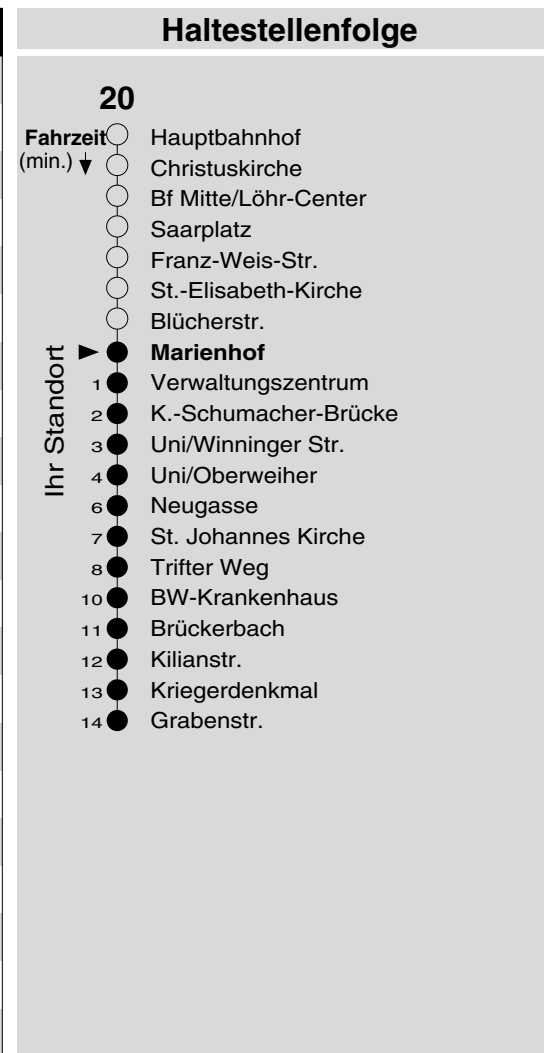 Haltestellenfolge
20
Fahrzeit Hauptbahnhof
(min.) Christuskirche
Bf Mitte/Löhr-Center
Saarplatz
Franz-Weis-Str.
St.-Elisabeth-Kirche
Blücherstr.
Ihr Standort
Marienhof
1 Verwaltungszentrum
2 K.-Schumacher-Brücke
3 Uni/Winninger Str.
4 Uni/Oberweiher
6 Neugasse
7 St. Johannes Kirche
8 Trifter Weg
10 BW-Krankenhaus
11 Brückerbach
12 Kilianstr.
13 Kriegerdenkmal
14 Grabenstr.